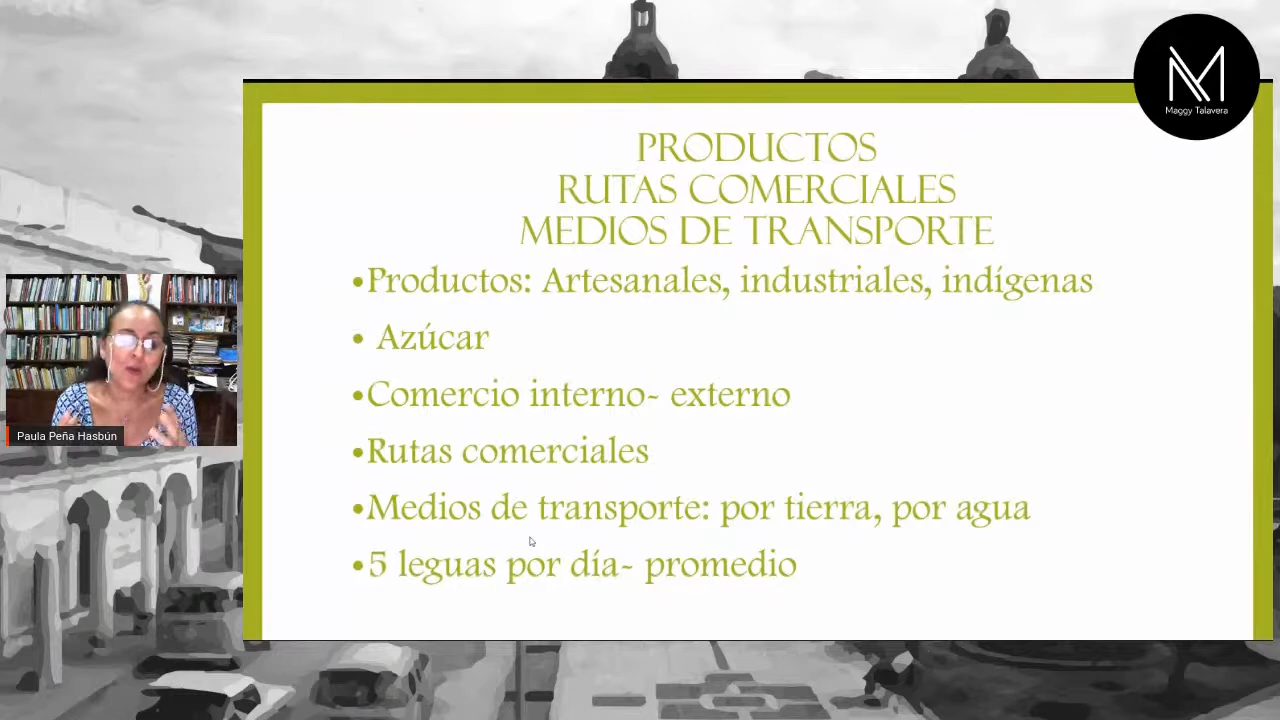 Maggy Talavera
PRODUCTOS
RUTAS COMERCIALES
MEDIOS DE TRANSPORTE
•Productos: Artesanales, industriales, indígenas
• Azúcar
•Comercio interno- externo
•Rutas comerciales
•Medios de transporte: por tierra, por agua
•5 leguas por día- promedio
Paula Peña Hasbún